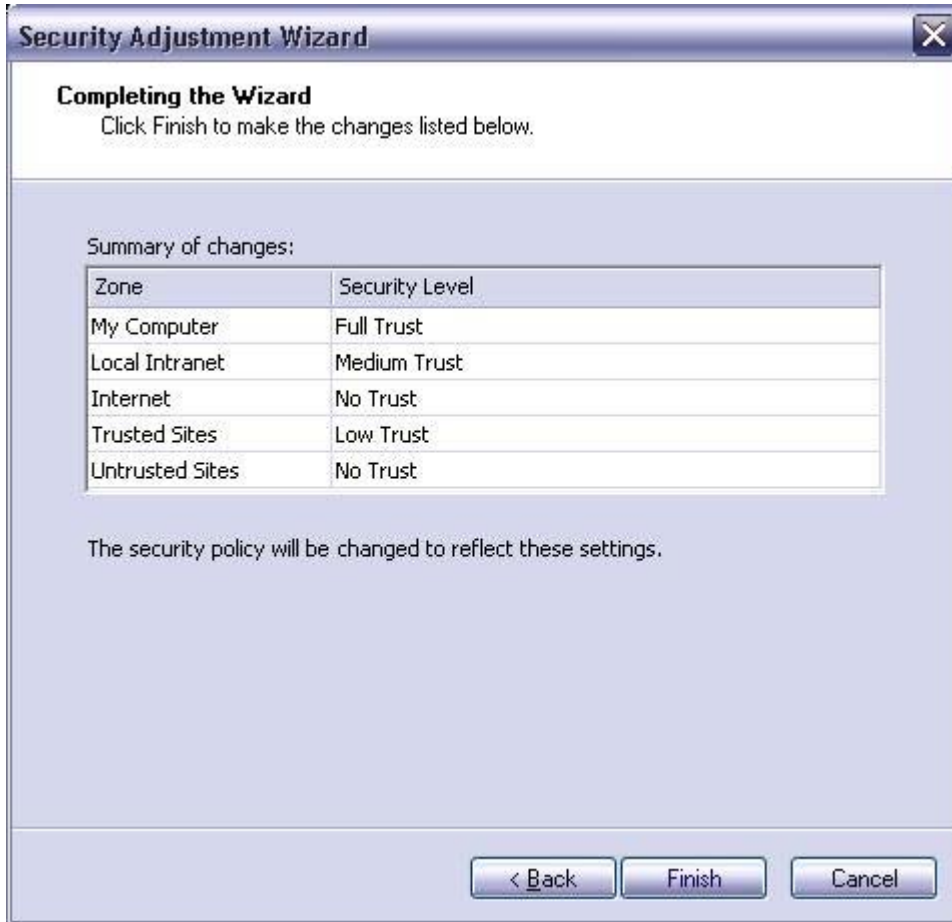 Security Adjustment Wizard
Completing the Wizard
Click Finish to make the changes listed below.
Summary of changes:
Zone Security Level
My Computer Full Trust
Local Intranet Medium Trust
Internet No Trust
Trusted Sites Low Trust
Untrusted Sites No Trust
The security policy will be changed to reflect these settings.
< Back Finish Cancel